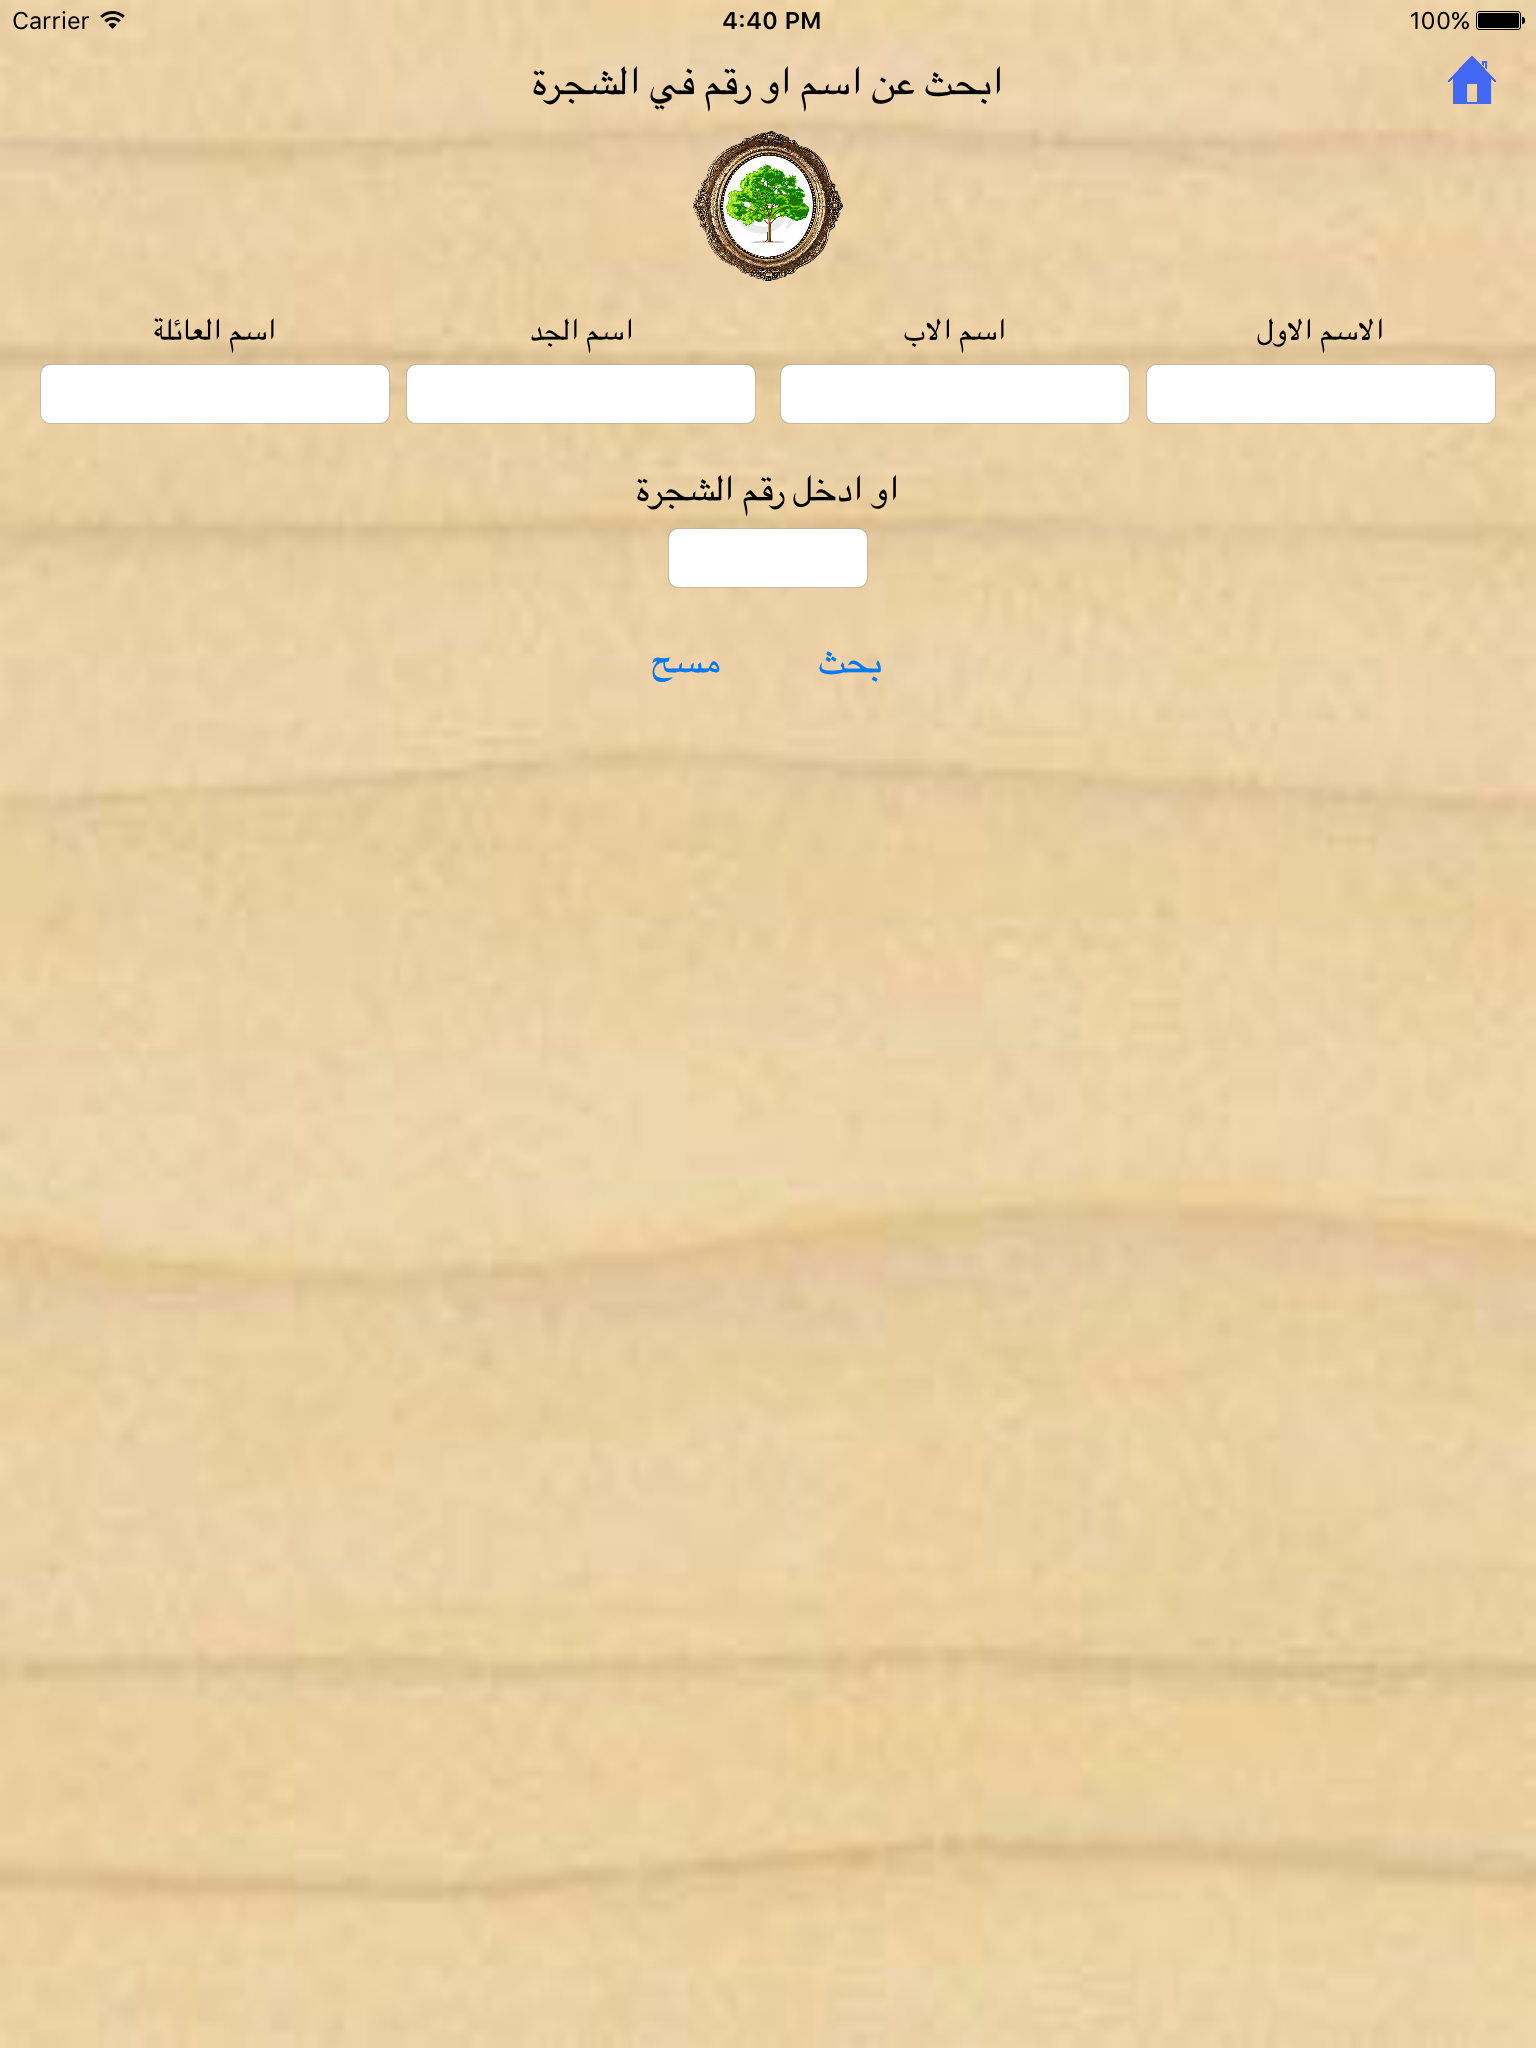 Carrier 4:40 PM 100%
ابحث عن اسم او رقم في الشجرة
الاسم الاول اسم الاب اسم الجد اسم العائلة
او ادخل رقم الشجرة
بحث مسح